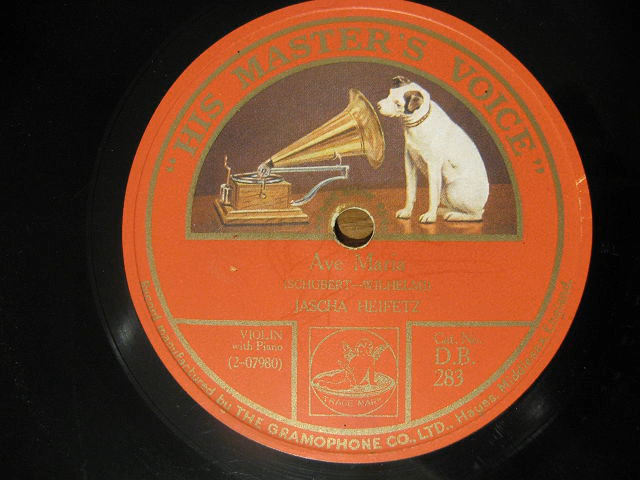 "HIS MASTER'S VOICE"
Ave Maria
(SCHUBERT—WILHELMJ)
JASCHA HEIFETZ
VIOLIN
with Piano
(2-07980)
Cat. No.
D.B.
283
TRADE MARK
Record manufactured by THE GRAMOPHONE CO., LTD., Hayes, Middlesex, England.